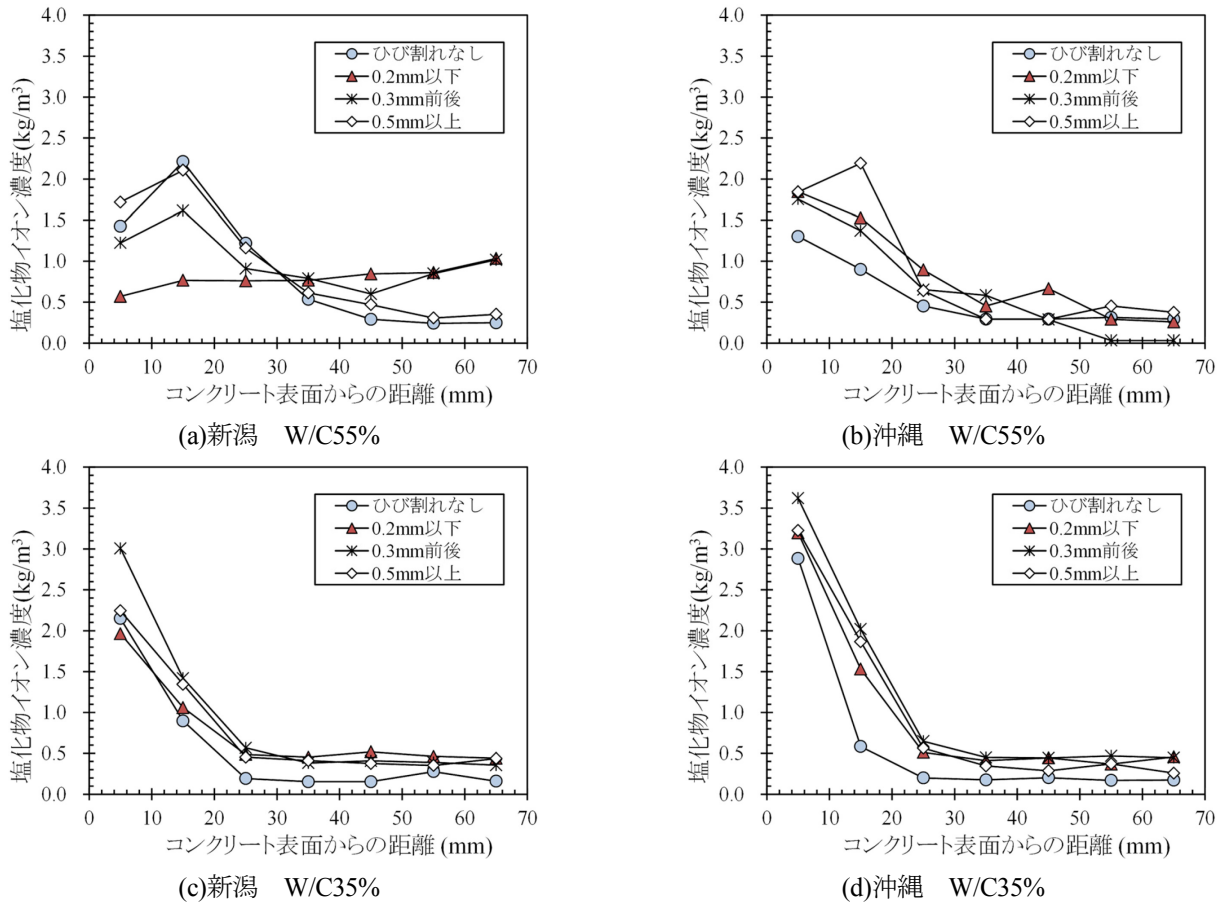 塩化物イオン濃度(kg/m³)
4.0
3.5
3.0
2.5
2.0
1.5
1.0
0.5
0.0
ひび割れなし
0.2mm以下
0.3mm前後
0.5mm以上
0 10 20 30 40 50 60 70
コンクリート表面からの距離 (mm)
(a)新潟 W/C55%
塩化物イオン濃度(kg/m³)
4.0
3.5
3.0
2.5
2.0
1.5
1.0
0.5
0.0
ひび割れなし
0.2mm以下
0.3mm前後
0.5mm以上
0 10 20 30 40 50 60 70
コンクリート表面からの距離 (mm)
(b)沖縄 W/C55%
塩化物イオン濃度(kg/m³)
4.0
3.5
3.0
2.5
2.0
1.5
1.0
0.5
0.0
ひび割れなし
0.2mm以下
0.3mm前後
0.5mm以上
0 10 20 30 40 50 60 70
コンクリート表面からの距離 (mm)
(c)新潟 W/C35%
塩化物イオン濃度(kg/m³)
4.0
3.5
3.0
2.5
2.0
1.5
1.0
0.5
0.0
ひび割れなし
0.2mm以下
0.3mm前後
0.5mm以上
0 10 20 30 40 50 60 70
コンクリート表面からの距離 (mm)
(d)沖縄 W/C35%